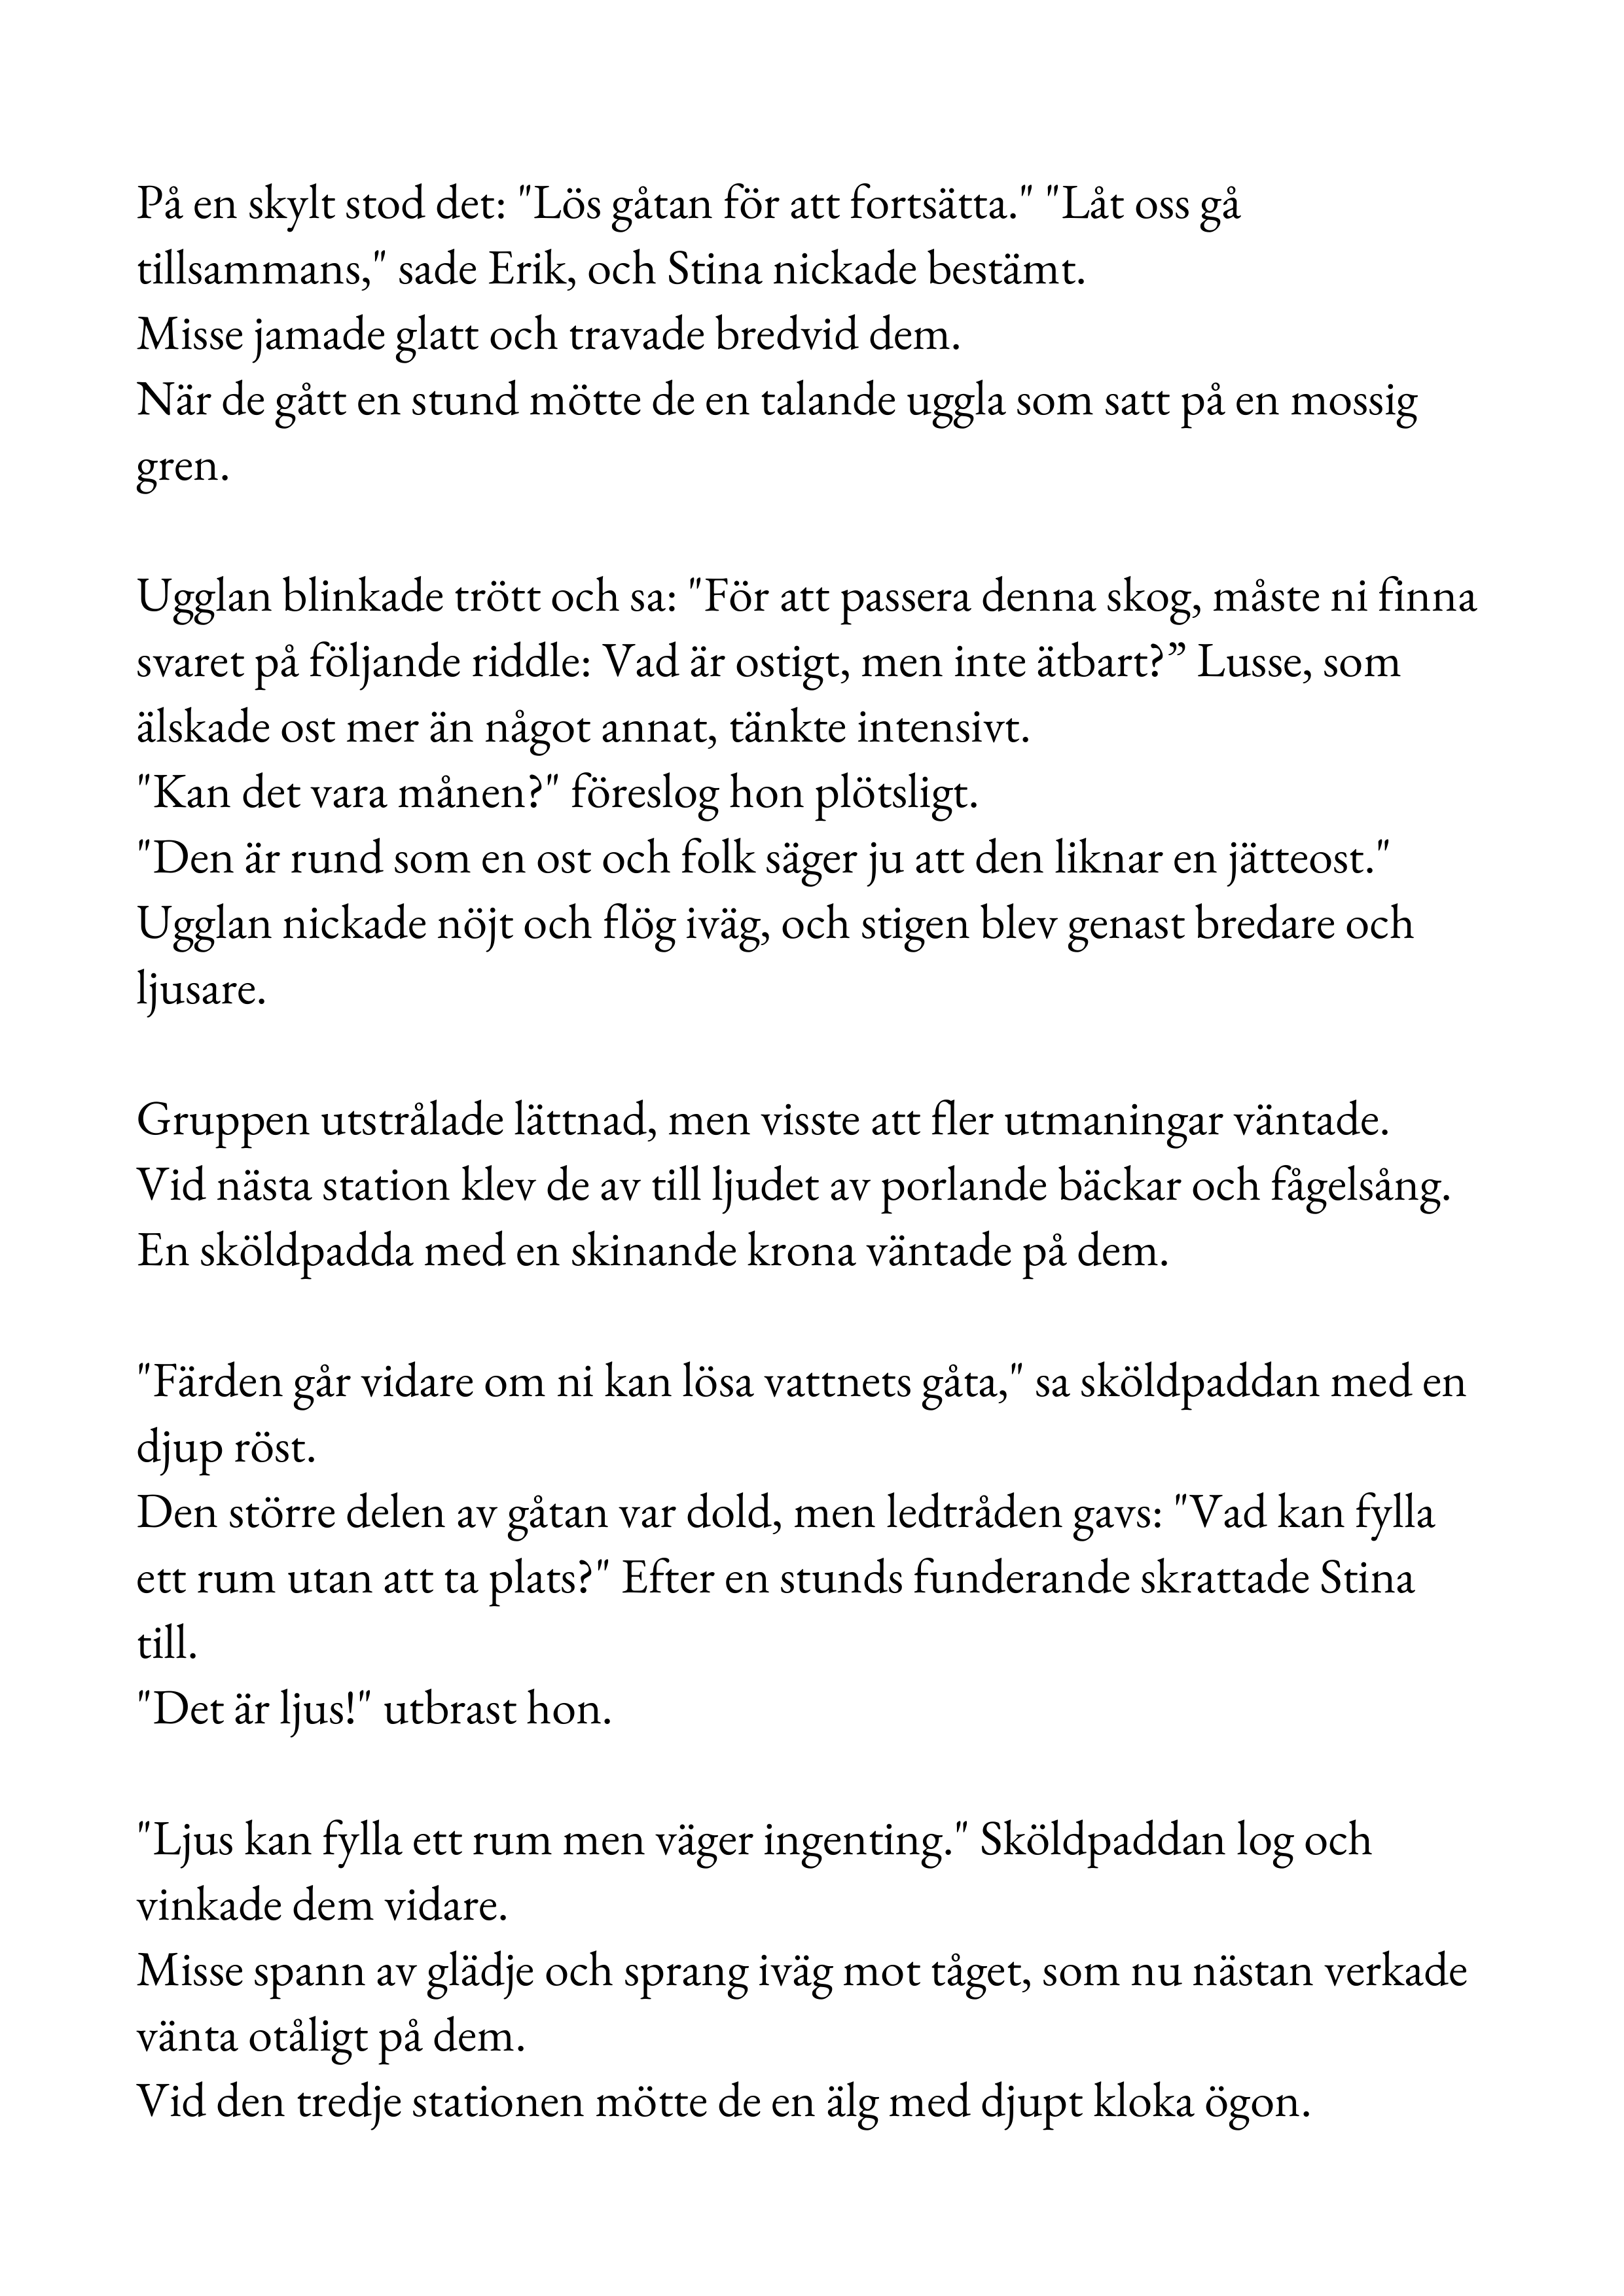 På en skylt stod det: "Lös gåtan för att fortsätta." "Låt oss gå
tillsammans," sade Erik, och Stina nickade bestämt.
Misse jamade glatt och travade bredvid dem.
När de gått en stund mötte de en talande uggla som satt på en mossig
gren.
Ugglan blinkade trött och sa: "För att passera denna skog, måste ni finna
svaret på följande riddle: Vad är ostigt, men inte ätbart?” Lusse, som
älskade ost mer än något annat, tänkte intensivt.
"Kan det vara månen?" föreslog hon plötsligt.
"Den är rund som en ost och folk säger ju att den liknar en jätteost."
Ugglan nickade nöjt och flög iväg, och stigen blev genast bredare och
ljusare.
Gruppen utstrålade lättnad, men visste att fler utmaningar väntade.
Vid nästa station klev de av till ljudet av porlande bäckar och fågelsång.
En sköldpadda med en skinande krona väntade på dem.
"Färden går vidare om ni kan lösa vattnets gåta," sa sköldpaddan med en
djup röst.
Den större delen av gåtan var dold, men ledtråden gavs: "Vad kan fylla
ett rum utan att ta plats?" Efter en stunds funderande skrattade Stina
till.
"Det är ljus!" utbrast hon.
"Ljus kan fylla ett rum men väger ingenting." Sköldpaddan log och
vinkade dem vidare.
Misse spann av glädje och sprang iväg mot tåget, som nu nästan verkade
vänta otåligt på dem.
Vid den tredje stationen mötte de en älg med djupt kloka ögon.